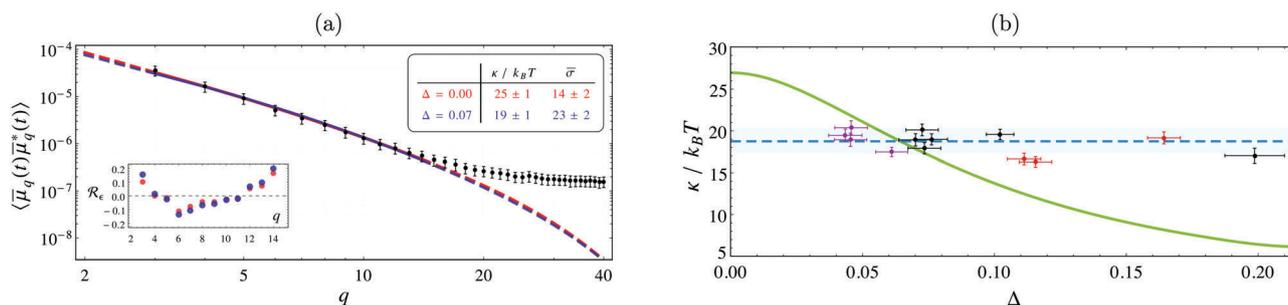 (a)
10⁻⁴
10⁻⁵
10⁻⁶
10⁻⁷
10⁻⁸
⟨μ̅_q(t)μ̅*_q(t)⟩
κ / k_BT σ̅
Δ = 0.00 25 ± 1 14 ± 2
Δ = 0.07 19 ± 1 23 ± 2
0.2
0.1
0.0
−0.1
−0.2
ℛ_ϵ
q
2 4 6 8 10 12 14
2 5 10 20 40
q
(b)
30
25
20
15
10
5
κ / k_BT
0.00 0.05 0.10 0.15 0.20
Δ